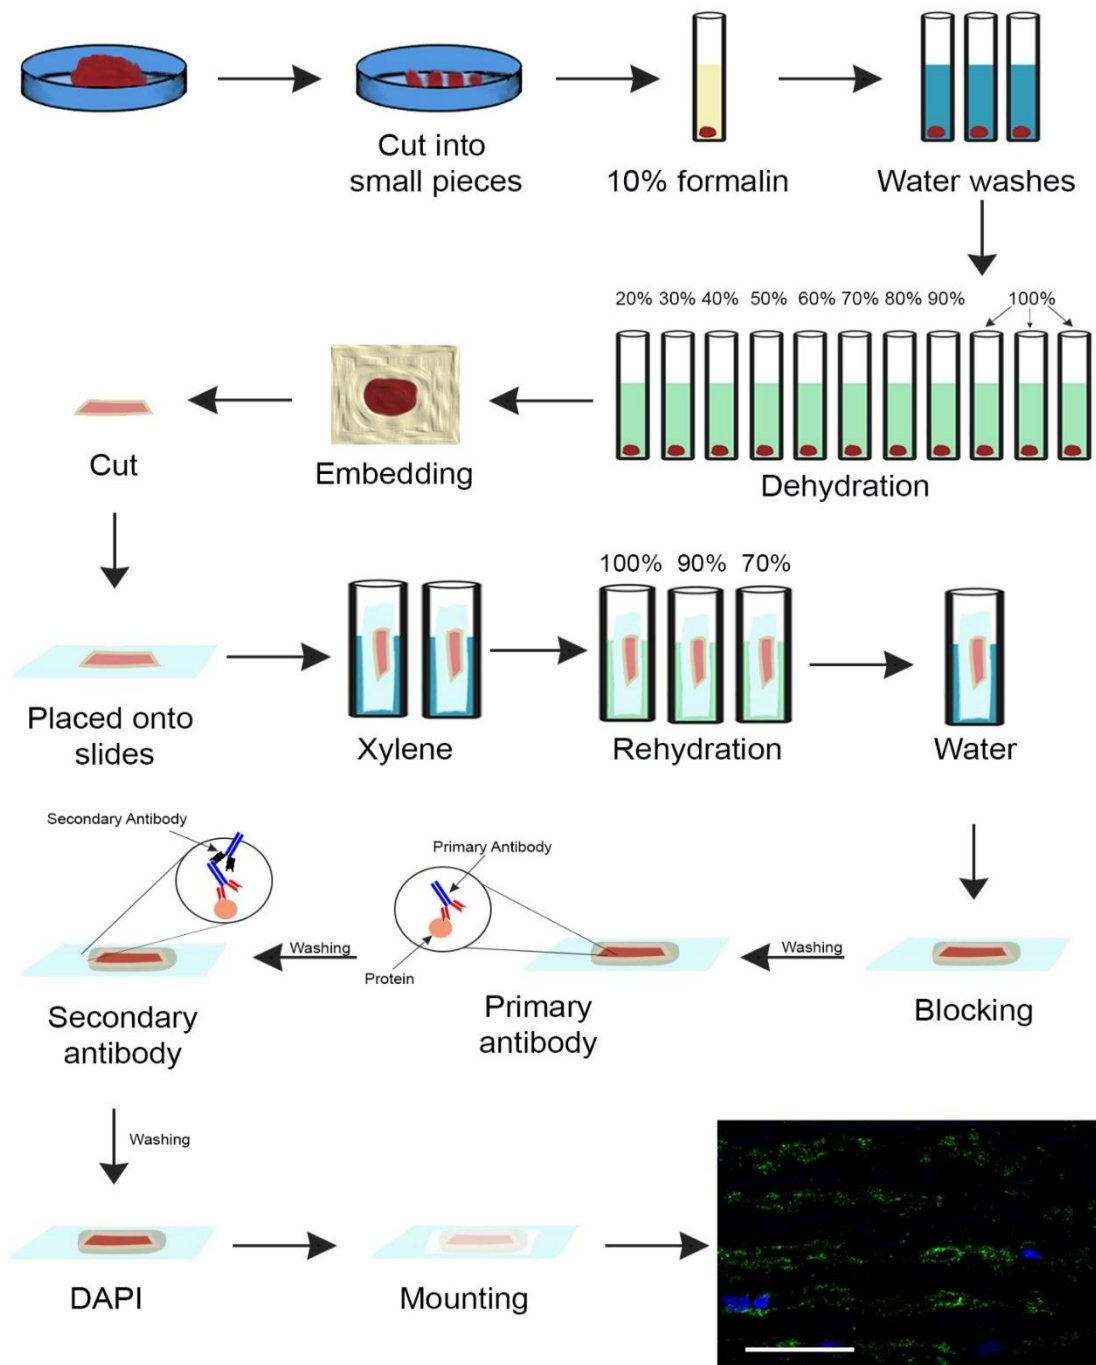 Cut into
small pieces
10% formalin
Water washes
20% 30% 40% 50% 60% 70% 80% 90% 100%
Cut
Embedding
Dehydration
100% 90% 70%
Placed onto
slides
Xylene
Rehydration
Water
Secondary Antibody
Primary Antibody
Washing
Washing
Protein
Blocking
Primary
antibody
Secondary
antibody
Washing
DAPI
Mounting